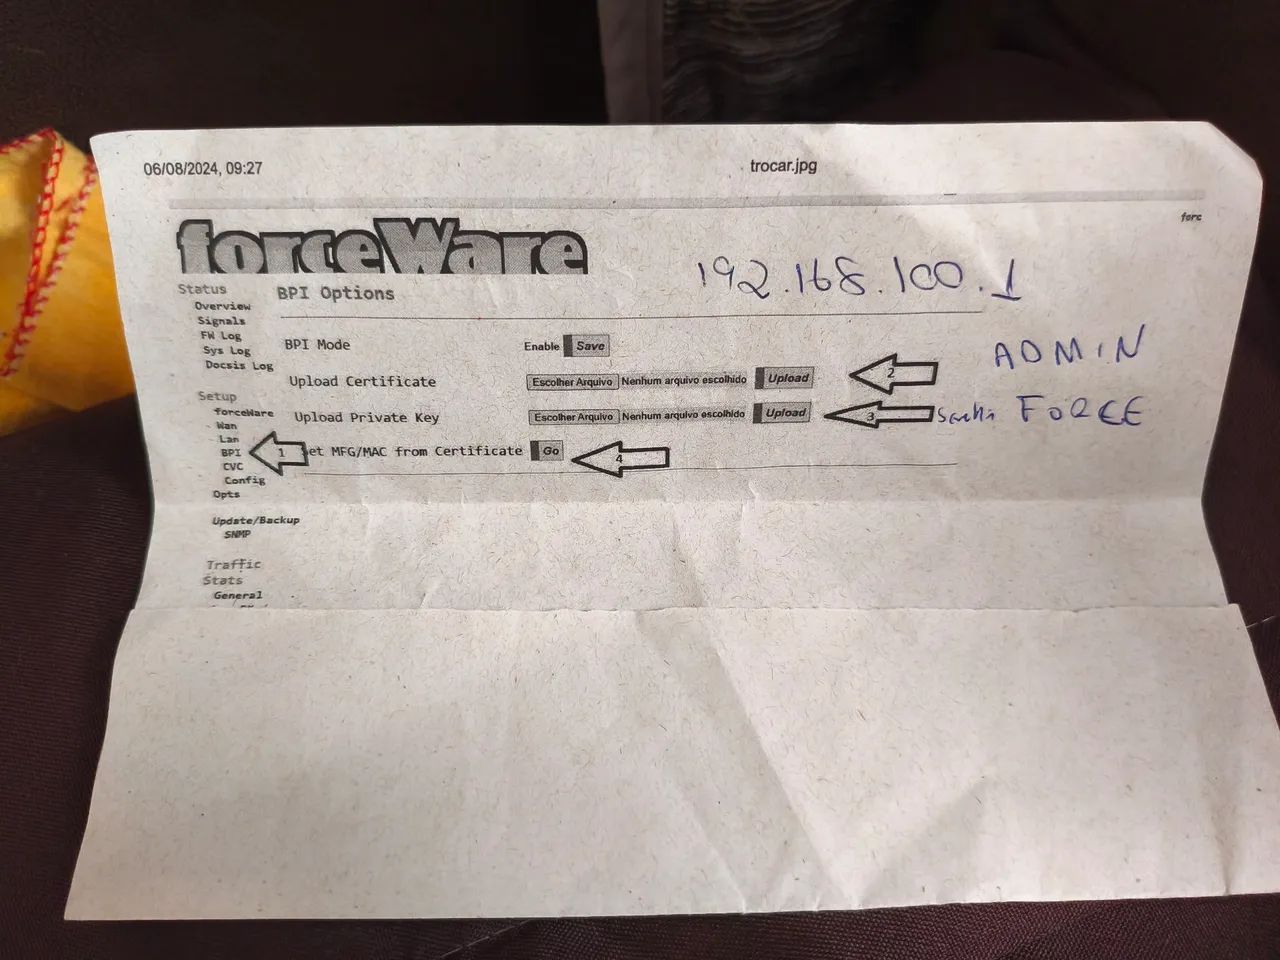 06/08/2024, 09:27
trocar.jpg
forceWare
forc
192.168.100.1
Status
Overview
Signals
FW Log
Sys Log
Docsis Log
Setup
forceWare
Wan
Lan
BPI
CVC
Config
Opts
Update/Backup
SNMP
Traffic
Stats
General
BPI Options
BPI Mode
Enable Save
Upload Certificate
Escolher Arquivo Nenhum arquivo escolhido Upload
2
ADMIN
Upload Private Key
Escolher Arquivo Nenhum arquivo escolhido Upload
3
Senha FORCE
1
et MFG/MAC from Certificate Go
4